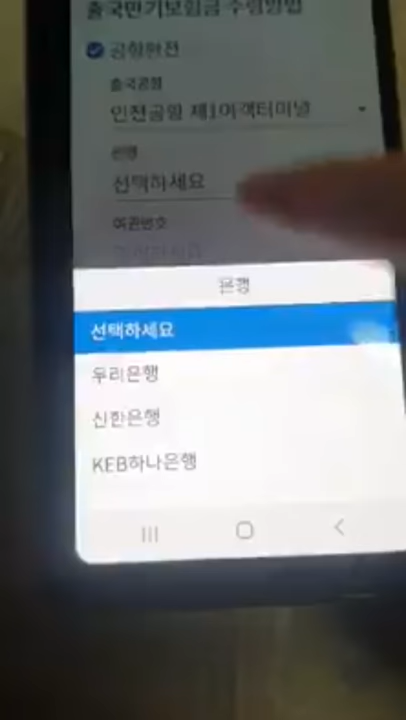 출국만기보험금 수령방법
공항환전
출국공항
인천공항 제1여객터미널
은행
선택하세요
여권번호
은행
선택하세요
우리은행
신한은행
KEB하나은행